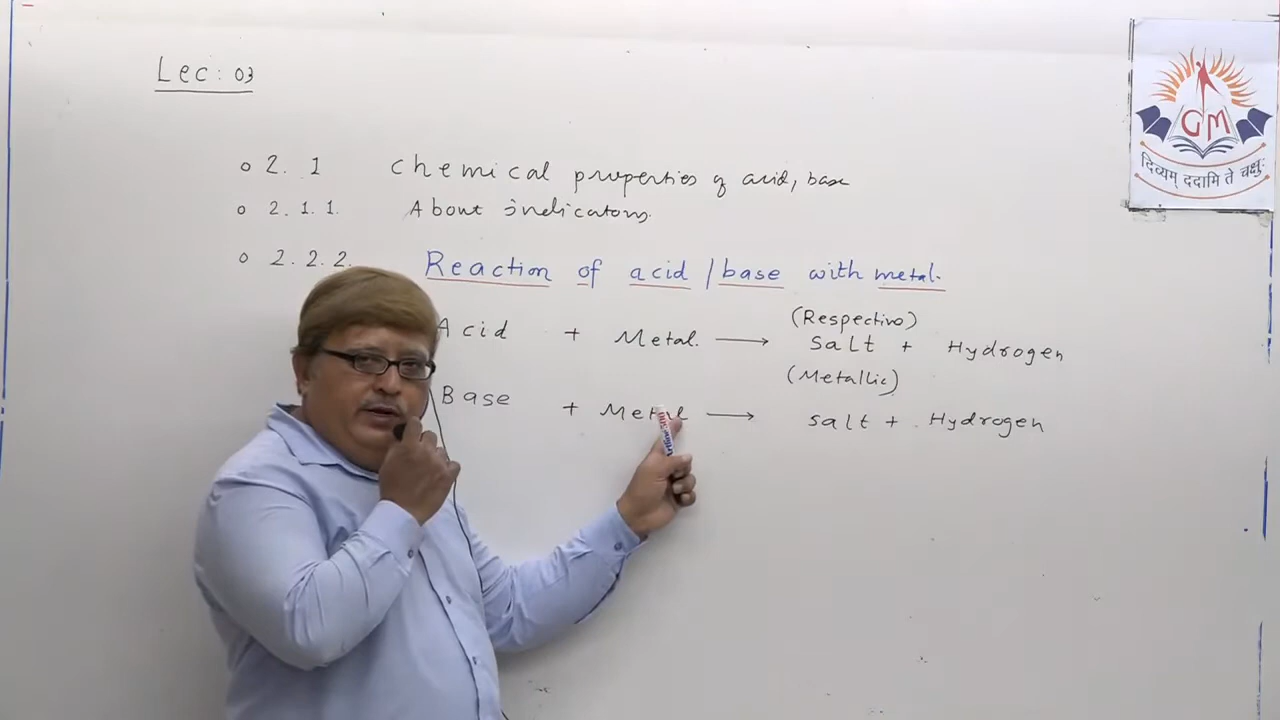 Lec: 03
2. 1 Chemical properties of acid, base
2. 1. 1. About indicators.
2. 2. 2. Reaction of acid / base with metal.
(Respective)
Acid + Metal. → Salt + Hydrogen
(Metallic)
Base + Metal → Salt + Hydrogen
GM
दिव्यम् ददामि ते चक्षुः